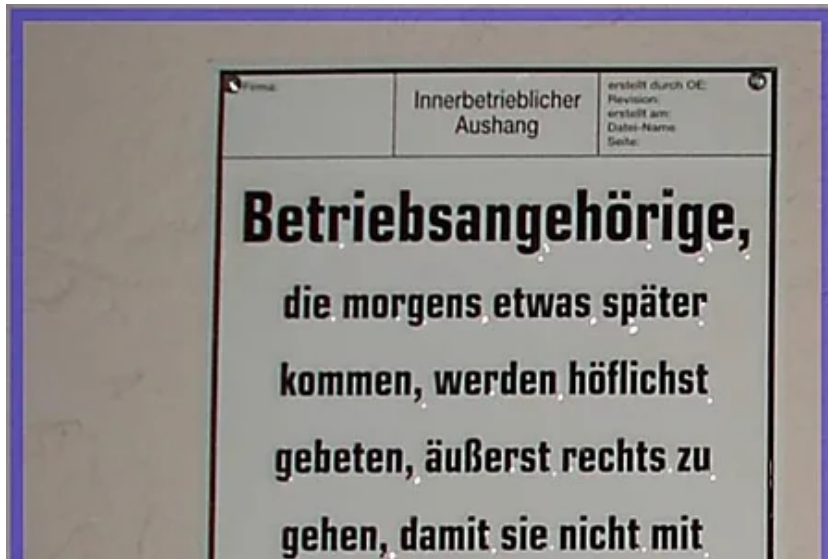 Firma:
Innerbetrieblicher
Aushang
erstellt durch OE:
Revision:
erstellt am:
Datei-Name
Seite:
Betriebsangehörige,
die morgens etwas später
kommen, werden höflichst
gebeten, äußerst rechts zu
gehen, damit sie nicht mit